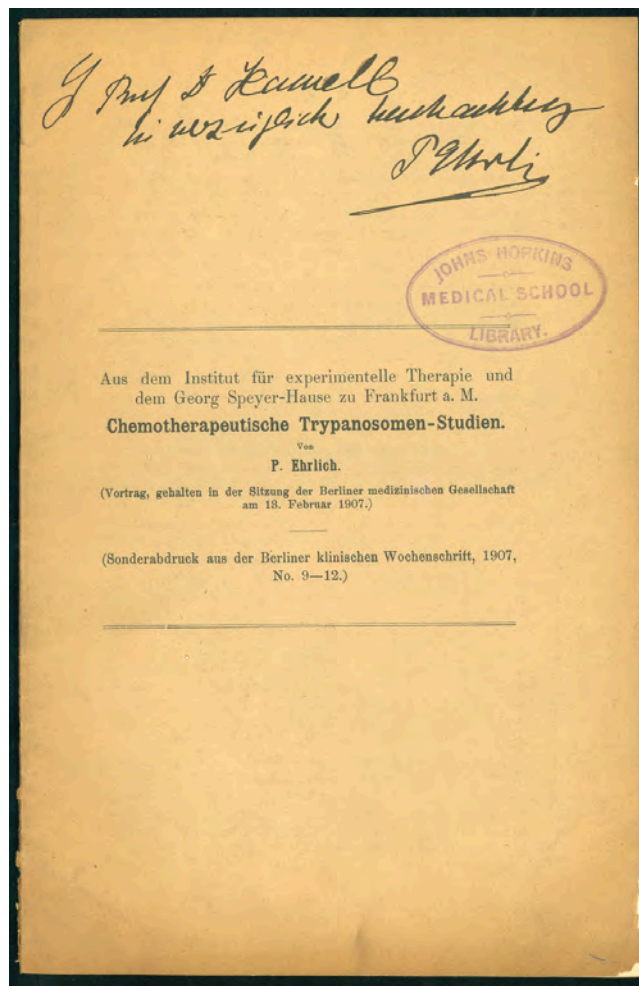 Prof D
in vorzüglicher Hochachtung
P Ehrlich
JOHNS HOPKINS
MEDICAL SCHOOL
LIBRARY.
Aus dem Institut für experimentelle Therapie und
dem Georg Speyer-Hause zu Frankfurt a. M.
Chemotherapeutische Trypanosomen-Studien.
Von
P. Ehrlich.
(Vortrag, gehalten in der Sitzung der Berliner medizinischen Gesellschaft
am 13. Februar 1907.)
(Sonderabdruck aus der Berliner klinischen Wochenschrift, 1907,
No. 9—12.)